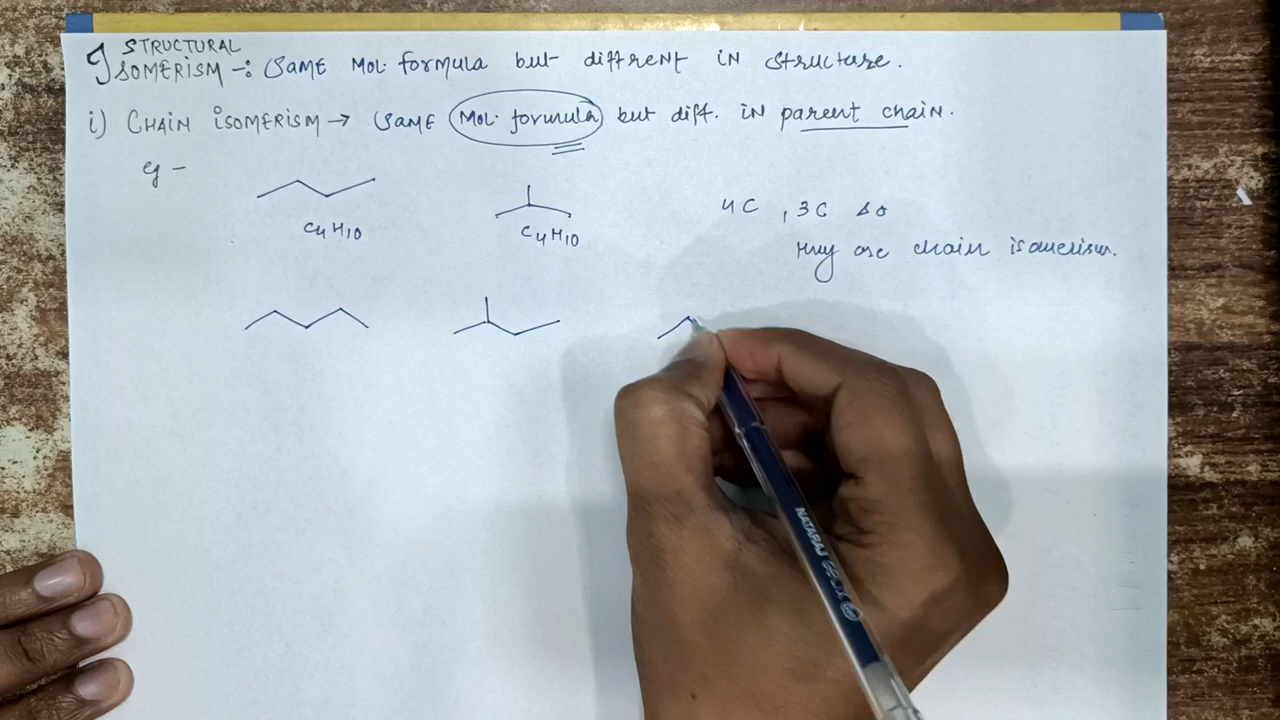 STRUCTURAL
ISOMERISM -: SAME MOL. formula but diffrent in structure.
i) CHAIN iSOMERISM → SAME MOL. formula but diff. in parent chain.
eg -
C4H10
C4H10
4C , 3C so
they are chain isomerism.
NATARAJ